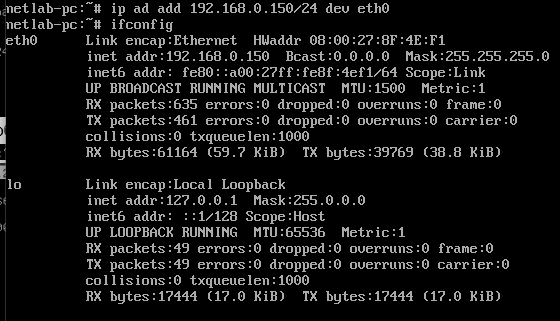 netlab-pc:~# ip ad add 192.168.0.150/24 dev eth0
netlab-pc:~# ifconfig
eth0      Link encap:Ethernet  HWaddr 08:00:27:8F:4E:F1
          inet addr:192.168.0.150  Bcast:0.0.0.0  Mask:255.255.255.0
          inet6 addr: fe80::a00:27ff:fe8f:4ef1/64 Scope:Link
          UP BROADCAST RUNNING MULTICAST  MTU:1500  Metric:1
          RX packets:635 errors:0 dropped:0 overruns:0 frame:0
          TX packets:461 errors:0 dropped:0 overruns:0 carrier:0
          collisions:0 txqueuelen:1000
          RX bytes:61164 (59.7 KiB)  TX bytes:39769 (38.8 KiB)

lo        Link encap:Local Loopback
          inet addr:127.0.0.1  Mask:255.0.0.0
          inet6 addr: ::1/128 Scope:Host
          UP LOOPBACK RUNNING  MTU:65536  Metric:1
          RX packets:49 errors:0 dropped:0 overruns:0 frame:0
          TX packets:49 errors:0 dropped:0 overruns:0 carrier:0
          collisions:0 txqueuelen:1000
          RX bytes:17444 (17.0 KiB)  TX bytes:17444 (17.0 KiB)